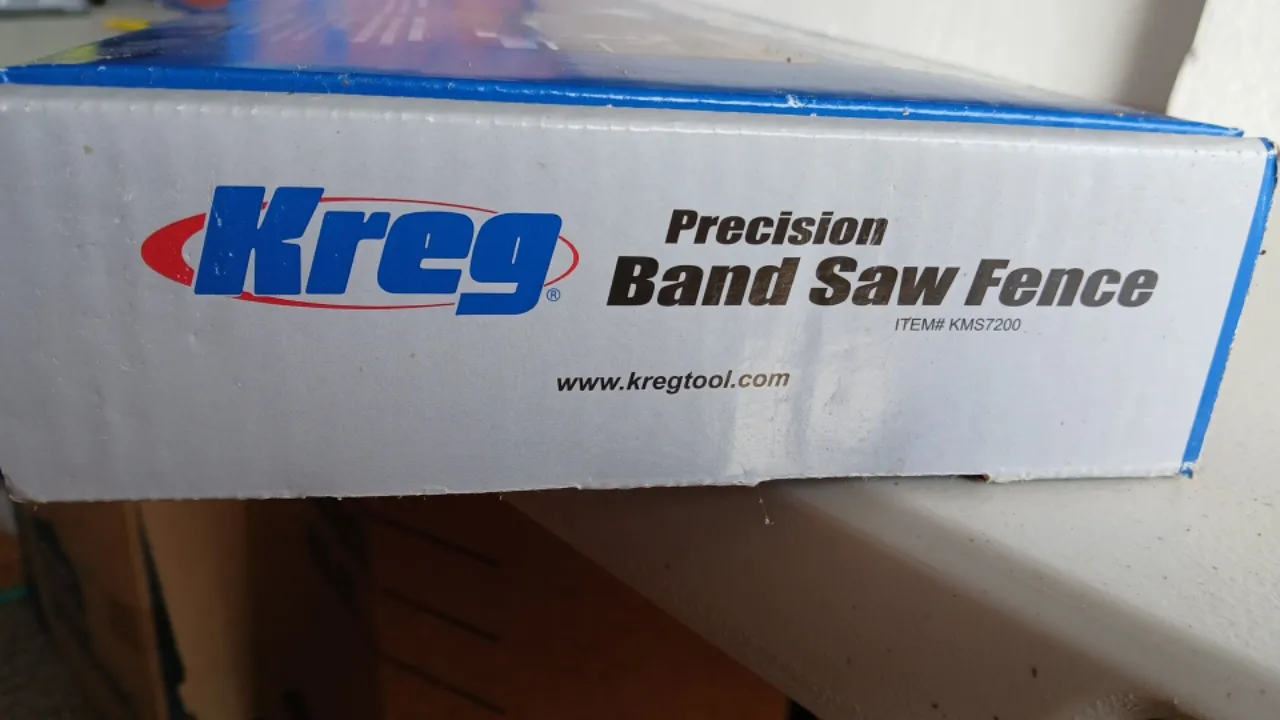 Kreg®
Precision
Band Saw Fence
ITEM# KMS7200
www.kregtool.com